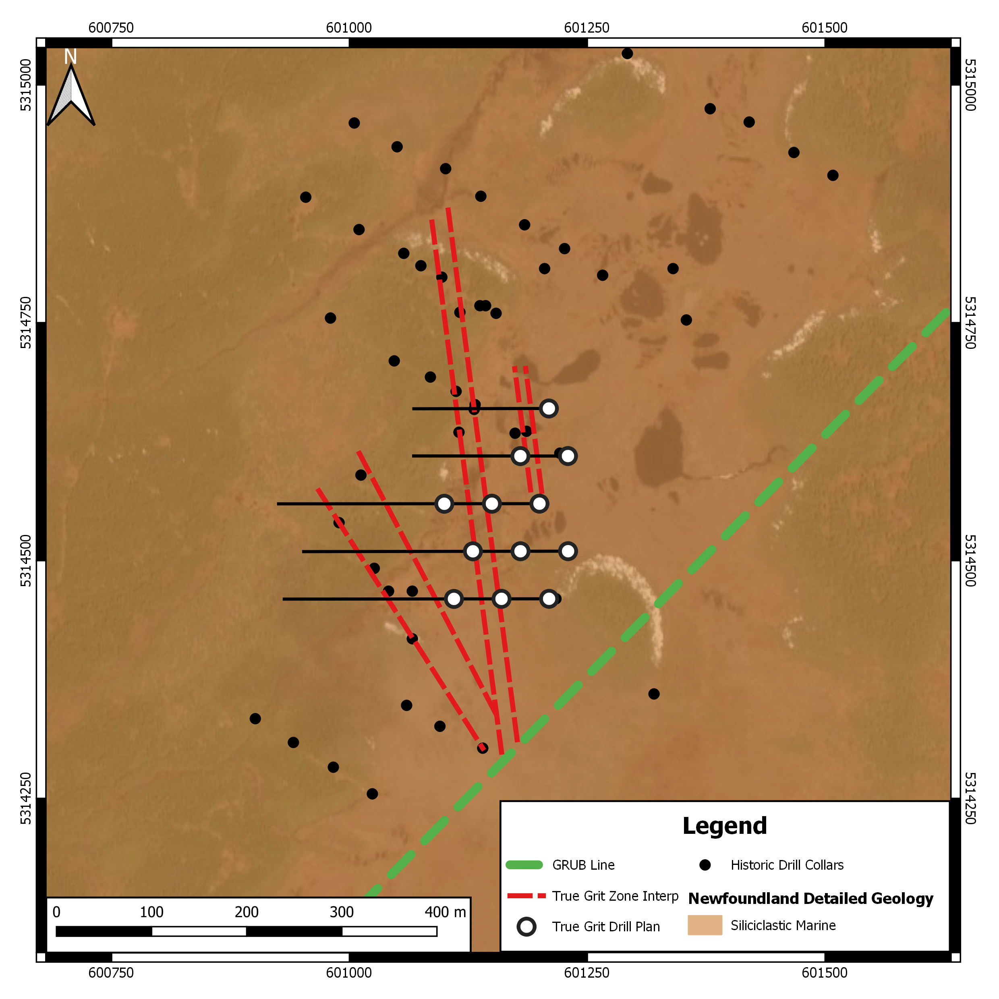 600750 601000 601250 601500
N
5315000 5315000
5314750 5314750
5314500 5314500
5314250 5314250
Legend
GRUB Line
Historic Drill Collars
True Grit Zone Interp
Newfoundland Detailed Geology
True Grit Drill Plan
Siliciclastic Marine
0 100 200 300 400 m
600750 601000 601250 601500